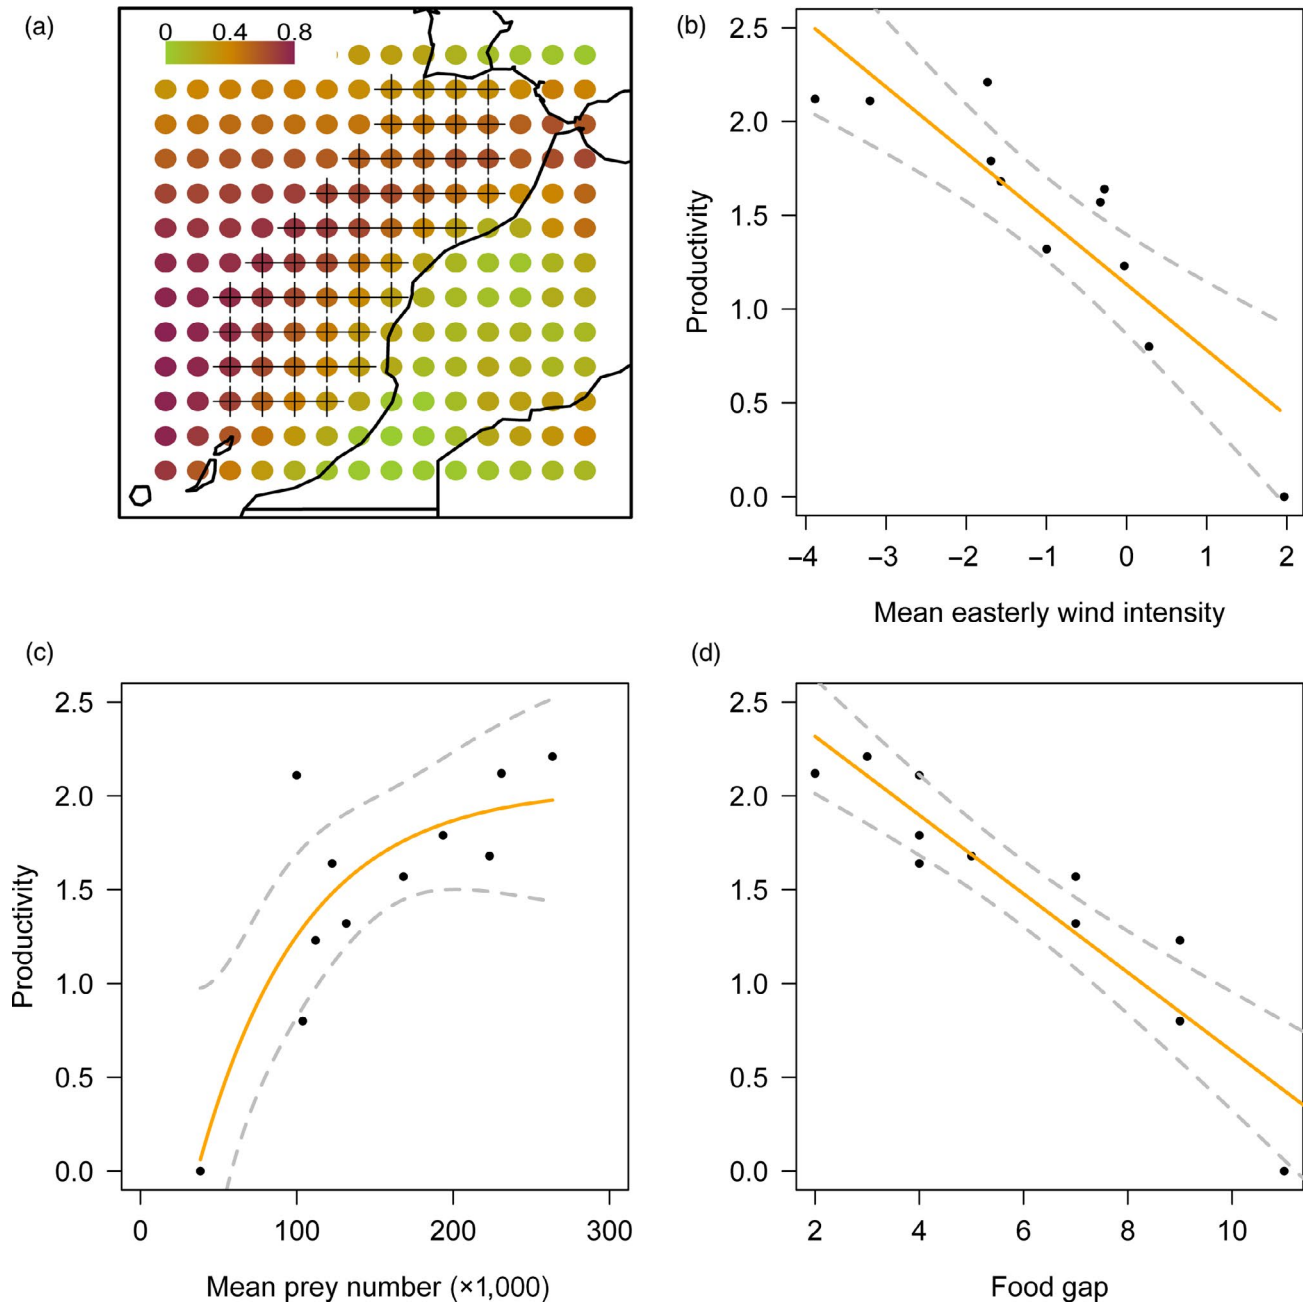 (a)
0 0.4 0.8
(b)
2.5
2.0
1.5
1.0
0.5
0.0
Productivity
−4 −3 −2 −1 0 1 2
Mean easterly wind intensity
(c)
2.5
2.0
1.5
1.0
0.5
0.0
Productivity
0 100 200 300
Mean prey number (×1,000)
(d)
2.5
2.0
1.5
1.0
0.5
0.0
2 4 6 8 10
Food gap